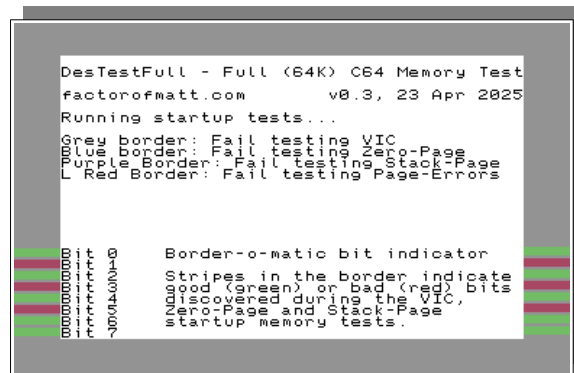 DesTestFull - Full (64K) C64 Memory Test
factorofmatt.com v0.3, 23 Apr 2025
Running startup tests...
Grey border: Fail testing VIC
Blue border: Fail testing Zero-Page
Purple Border: Fail testing Stack-Page
L Red Border: Fail testing Page-Errors
Bit 0 Border-o-matic bit indicator
Bit 1
Bit 2 Stripes in the border indicate
Bit 3 good (green) or bad (red) bits
Bit 4 discovered during the VIC,
Bit 5 Zero-Page and Stack-Page
Bit 6 startup memory tests.
Bit 7